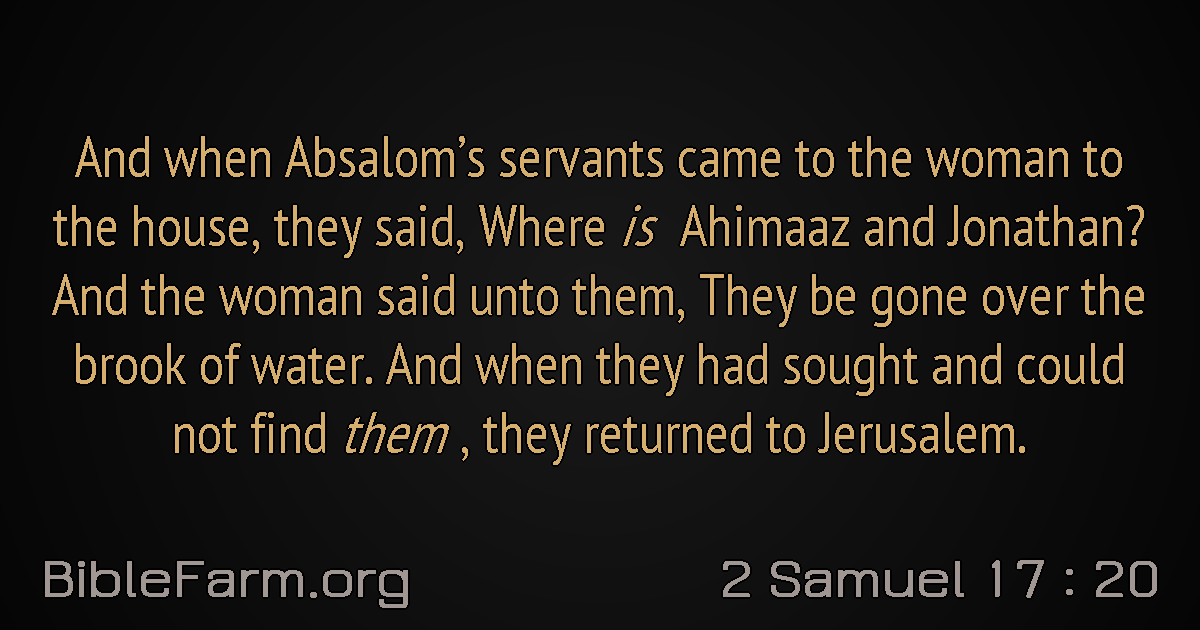 And when Absalom’s servants came to the woman to
the house, they said, Where is Ahimaaz and Jonathan?
And the woman said unto them, They be gone over the
brook of water. And when they had sought and could
not find them , they returned to Jerusalem.
BibleFarm.org
2 Samuel 17 : 20